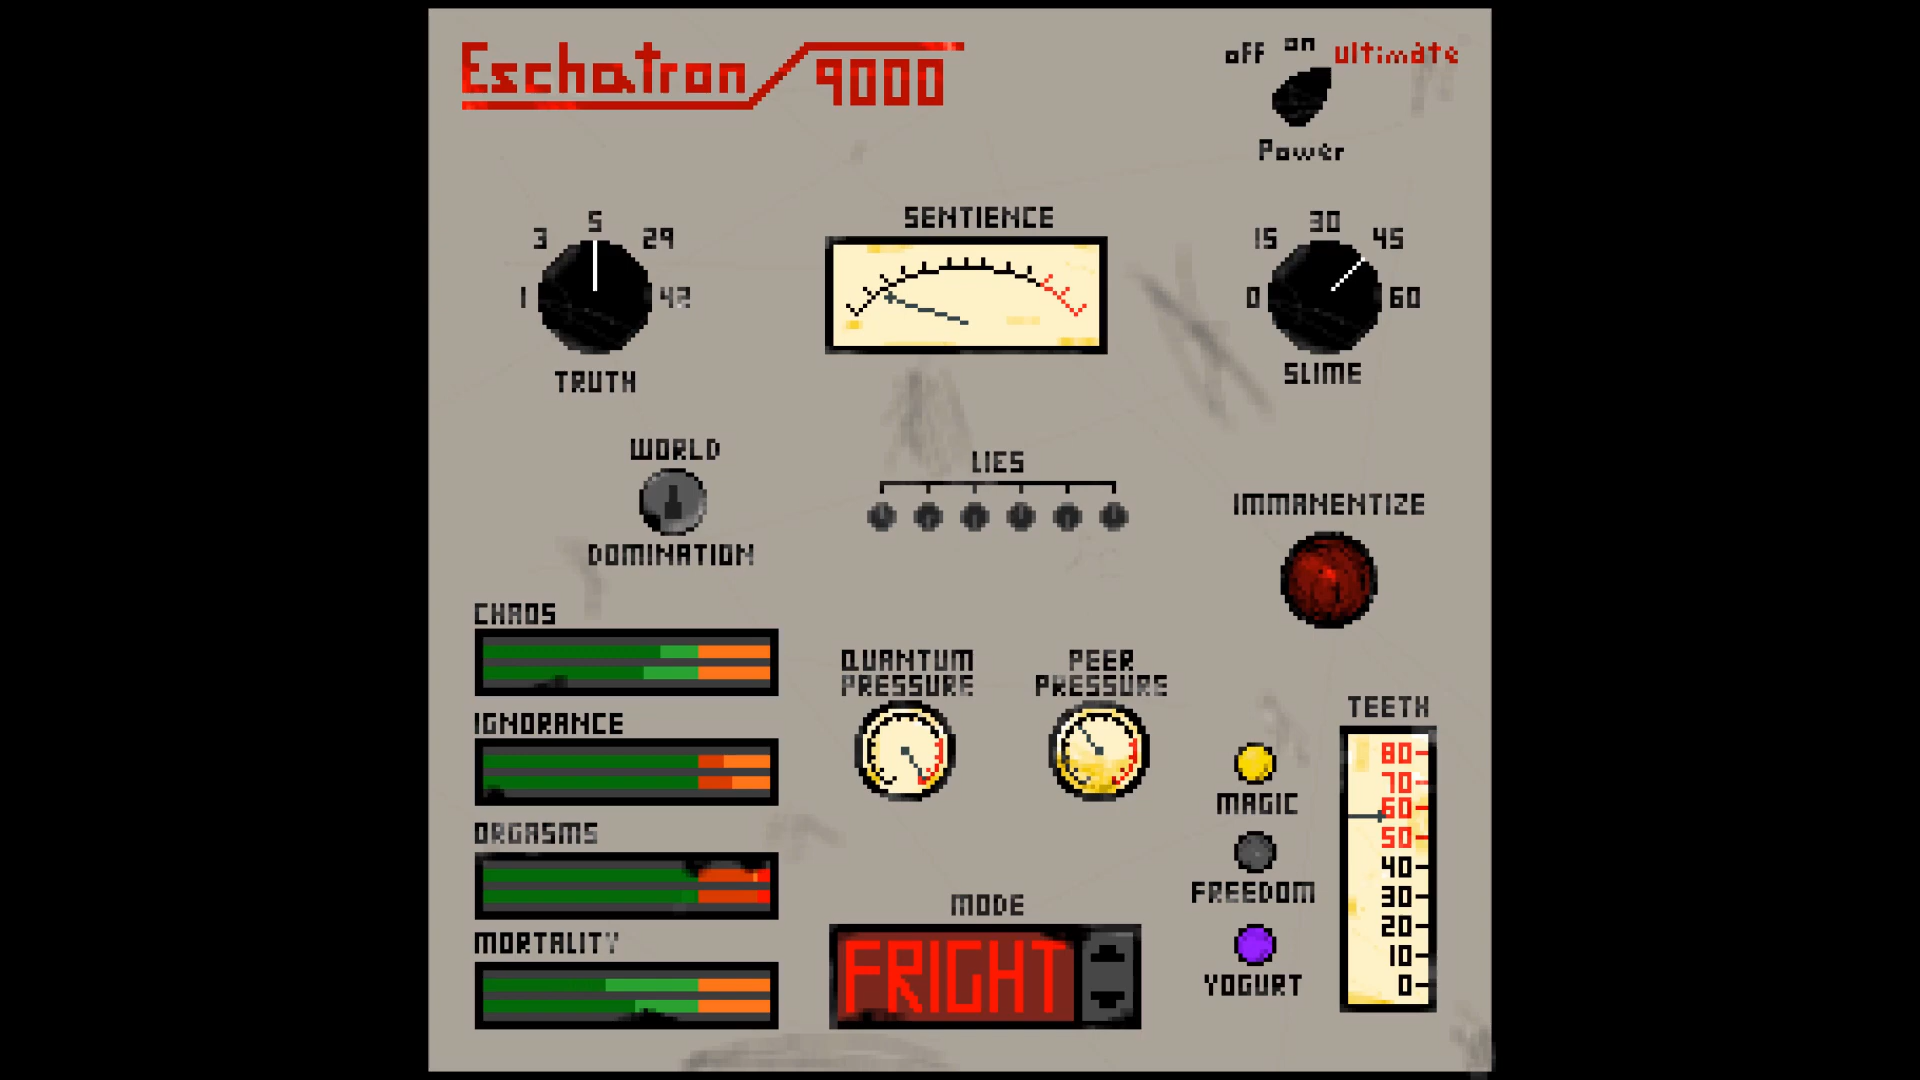 Eschatron 9000
off on ultimate
Power
SENTIENCE
1 3 5 29 42
TRUTH
0 15 30 45 60
SLIME
WORLD
DOMINATION
LIES
IMMANENTIZE
CHAOS
IGNORANCE
ORGASMS
MORTALITY
QUANTUM
PRESSURE
PEER
PRESSURE
MODE
FRIGHT
MAGIC
FREEDOM
YOGURT
TEETH
80
70
60
50
40
30
20
10
0